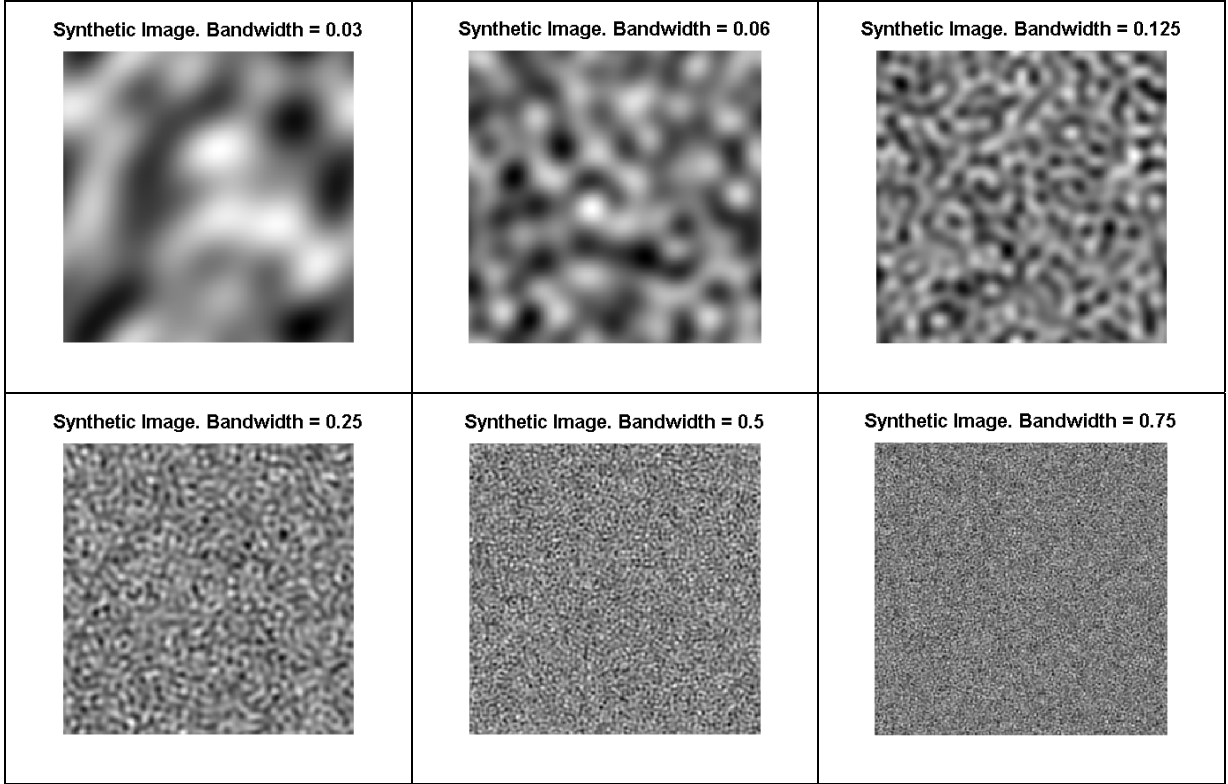 Synthetic Image. Bandwidth = 0.03
Synthetic Image. Bandwidth = 0.06
Synthetic Image. Bandwidth = 0.125
Synthetic Image. Bandwidth = 0.25
Synthetic Image. Bandwidth = 0.5
Synthetic Image. Bandwidth = 0.75